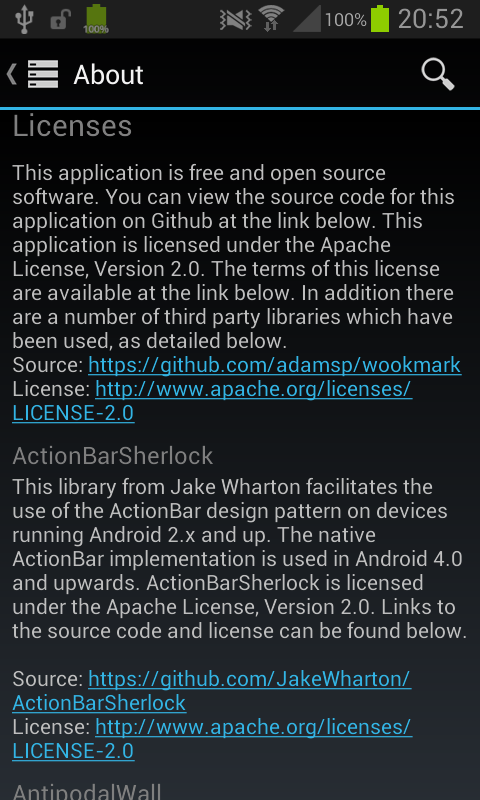 100%
100%
20:52
About
Licenses
This application is free and open source
software. You can view the source code for this
application on Github at the link below. This
application is licensed under the Apache
License, Version 2.0. The terms of this license
are available at the link below. In addition there
are a number of third party libraries which have
been used, as detailed below.
Source: https://github.com/adamsp/wookmark
License: http://www.apache.org/licenses/
LICENSE-2.0
ActionBarSherlock
This library from Jake Wharton facilitates the
use of the ActionBar design pattern on devices
running Android 2.x and up. The native
ActionBar implementation is used in Android 4.0
and upwards. ActionBarSherlock is licensed
under the Apache License, Version 2.0. Links to
the source code and license can be found below.
Source: https://github.com/JakeWharton/
ActionBarSherlock
License: http://www.apache.org/licenses/
LICENSE-2.0
AntipodalWall